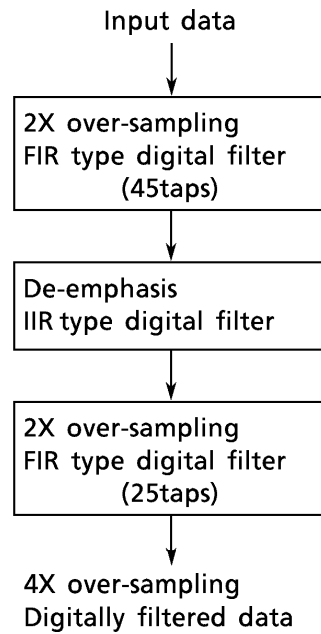 Input data
2X over-sampling
FIR type digital filter
(45taps)
De-emphasis
IIR type digital filter
2X over-sampling
FIR type digital filter
(25taps)
4X over-sampling
Digitally filtered data